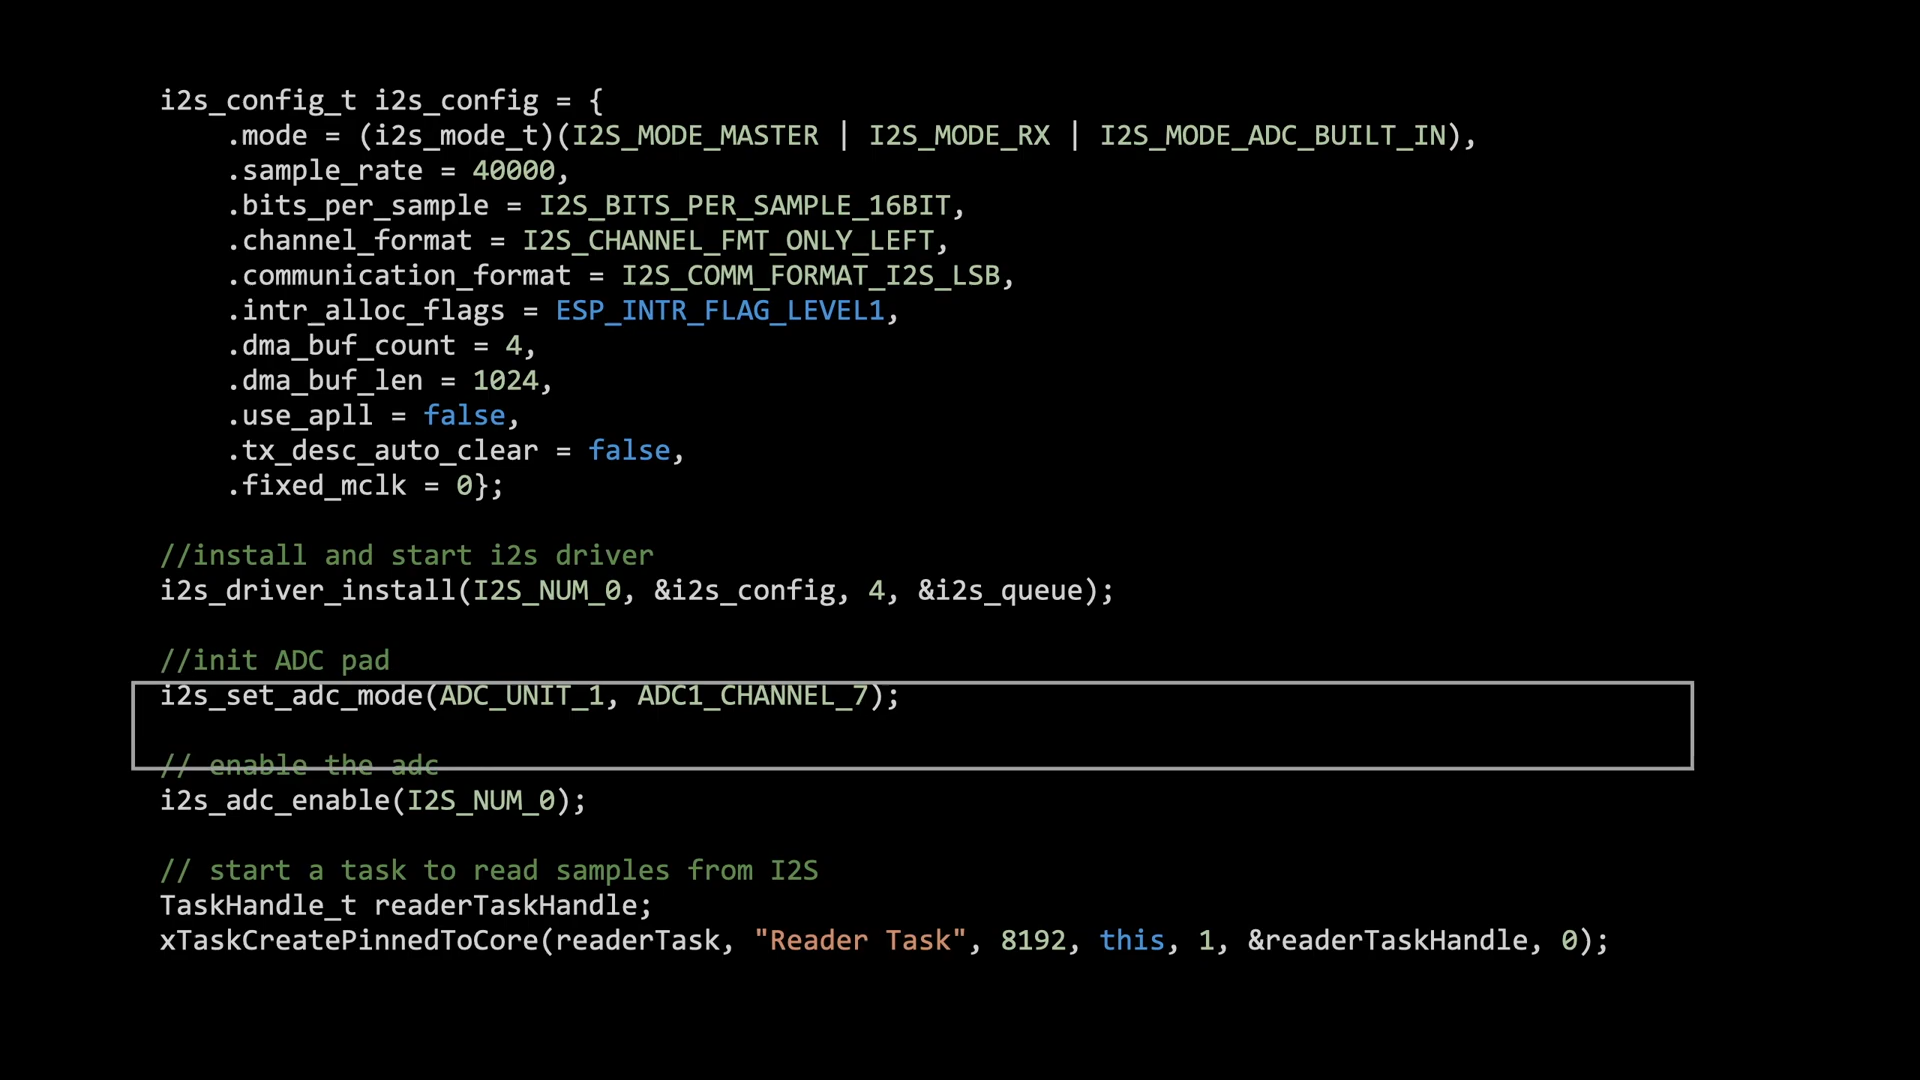 i2s_config_t i2s_config = {
    .mode = (i2s_mode_t)(I2S_MODE_MASTER | I2S_MODE_RX | I2S_MODE_ADC_BUILT_IN),
    .sample_rate = 40000,
    .bits_per_sample = I2S_BITS_PER_SAMPLE_16BIT,
    .channel_format = I2S_CHANNEL_FMT_ONLY_LEFT,
    .communication_format = I2S_COMM_FORMAT_I2S_LSB,
    .intr_alloc_flags = ESP_INTR_FLAG_LEVEL1,
    .dma_buf_count = 4,
    .dma_buf_len = 1024,
    .use_apll = false,
    .tx_desc_auto_clear = false,
    .fixed_mclk = 0};
//install and start i2s driver
i2s_driver_install(I2S_NUM_0, &i2s_config, 4, &i2s_queue);
//init ADC pad
i2s_set_adc_mode(ADC_UNIT_1, ADC1_CHANNEL_7);
// enable the adc
i2s_adc_enable(I2S_NUM_0);
// start a task to read samples from I2S
TaskHandle_t readerTaskHandle;
xTaskCreatePinnedToCore(readerTask, "Reader Task", 8192, this, 1, &readerTaskHandle, 0);